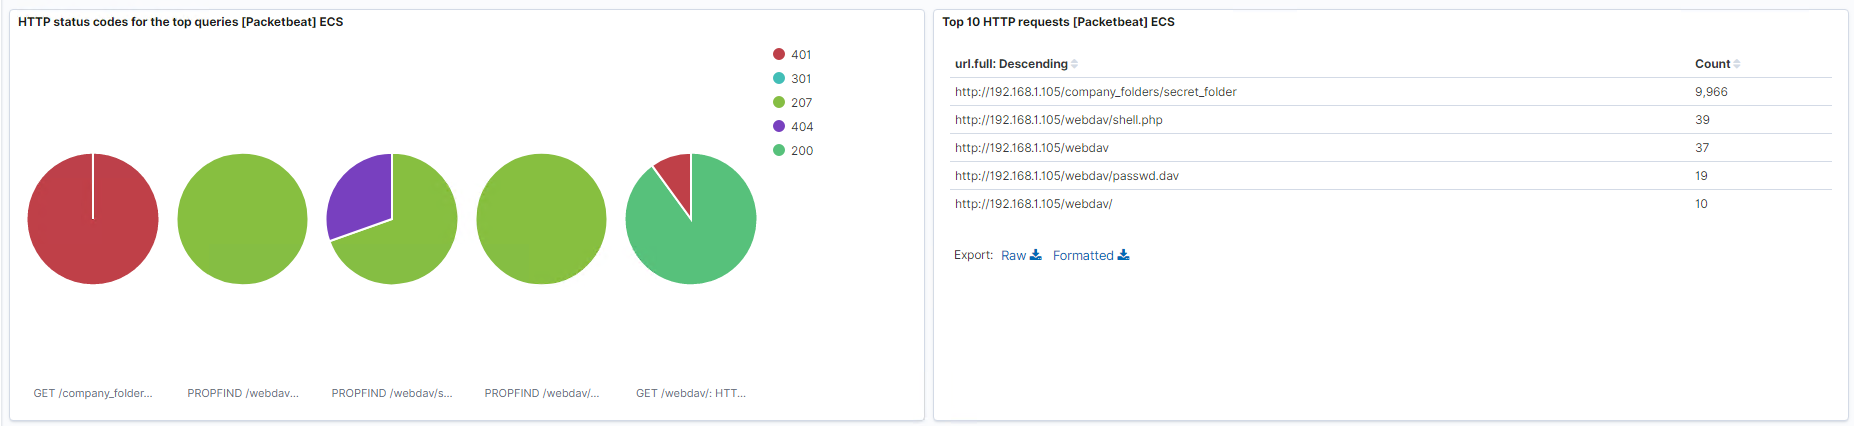 HTTP status codes for the top queries [Packetbeat] ECS
401
301
207
404
200
GET /company_folder...
PROPFIND /webdav...
PROPFIND /webdav/s...
PROPFIND /webdav/...
GET /webdav/: HTT...
Top 10 HTTP requests [Packetbeat] ECS
url.full: Descending Count
http://192.168.1.105/company_folders/secret_folder 9,966
http://192.168.1.105/webdav/shell.php 39
http://192.168.1.105/webdav 37
http://192.168.1.105/webdav/passwd.dav 19
http://192.168.1.105/webdav/ 10
Export: Raw Formatted